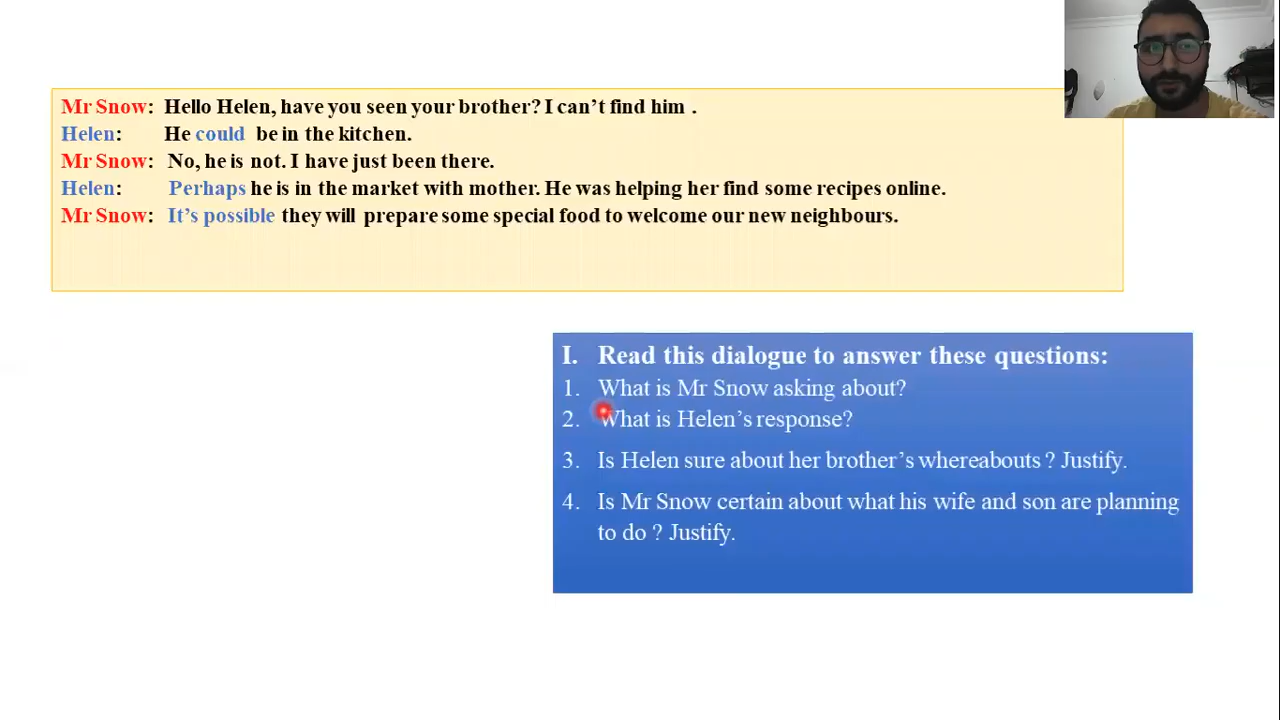 Mr Snow: Hello Helen, have you seen your brother? I can't find him .
Helen: He could be in the kitchen.
Mr Snow: No, he is not. I have just been there.
Helen: Perhaps he is in the market with mother. He was helping her find some recipes online.
Mr Snow: It's possible they will prepare some special food to welcome our new neighbours.
I. Read this dialogue to answer these questions:
1. What is Mr Snow asking about?
2. What is Helen's response?
3. Is Helen sure about her brother's whereabouts ? Justify.
4. Is Mr Snow certain about what his wife and son are planning
to do ? Justify.